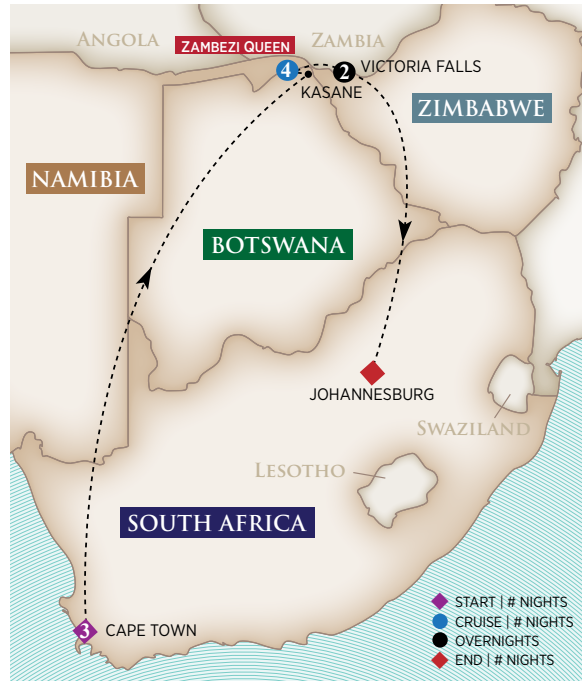 ANGOLA
ZAMBEZI QUEEN
ZAMBIA
4
2
VICTORIA FALLS
KASANE
ZIMBABWE
NAMIBIA
BOTSWANA
JOHANNESBURG
SWAZILAND
LESOTHO
SOUTH AFRICA
3
CAPE TOWN
START | # NIGHTS
CRUISE | # NIGHTS
OVERNIGHTS
END | # NIGHTS